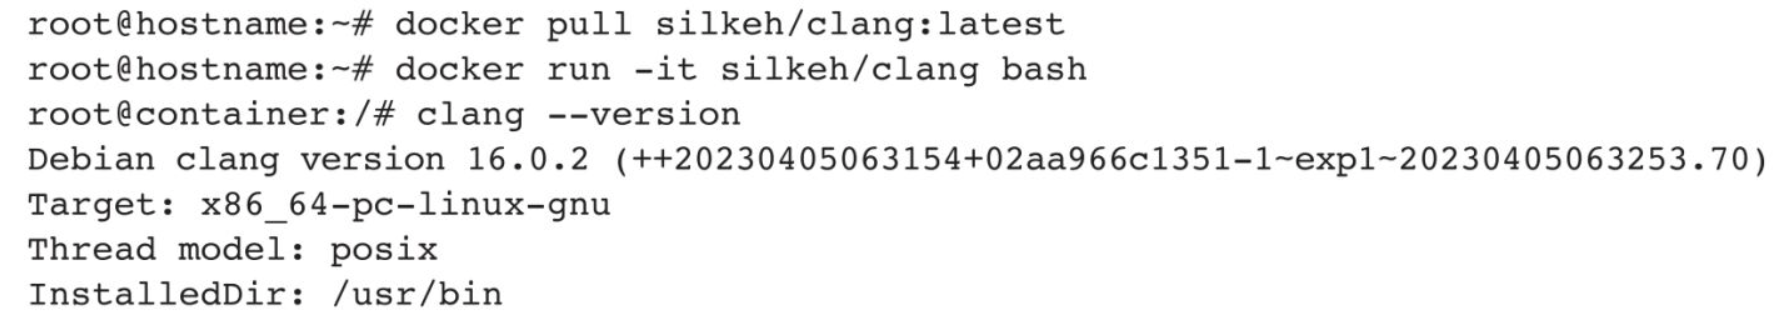 root@hostname:~# docker pull silkeh/clang:latest
root@hostname:~# docker run -it silkeh/clang bash
root@container:/# clang --version
Debian clang version 16.0.2 (++20230405063154+02aa966c1351-1~exp1~20230405063253.70)
Target: x86_64-pc-linux-gnu
Thread model: posix
InstalledDir: /usr/bin